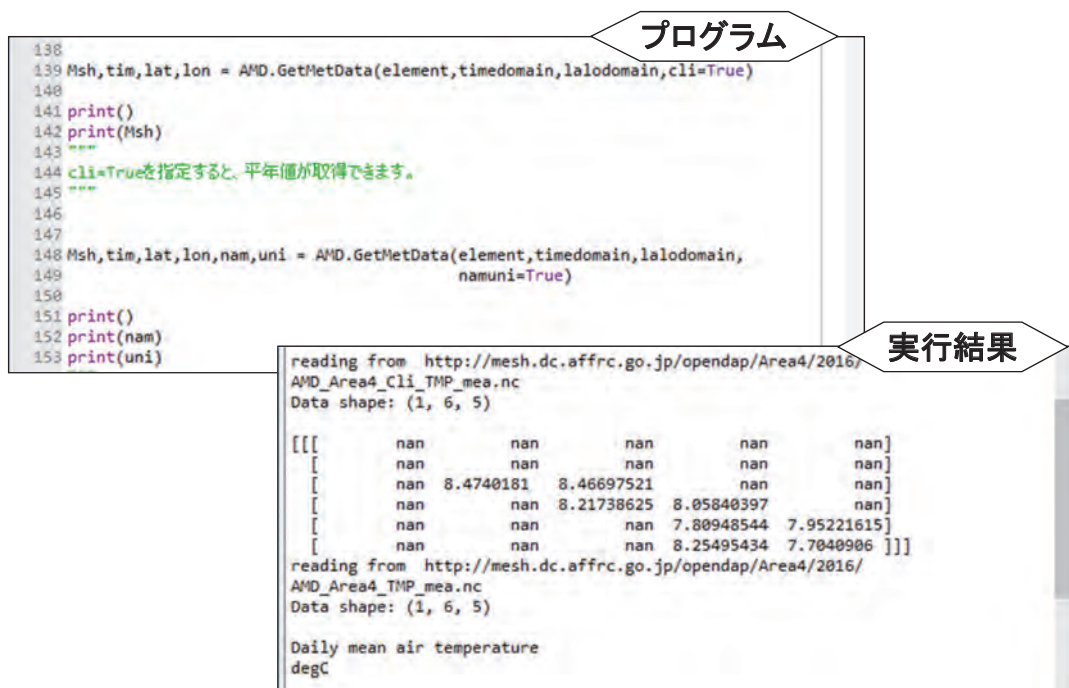 プログラム
138
139 Msh,tim,lat,lon = AMD.GetMetData(element,timedomain,lalodomain,cli=True)
140
141 print()
142 print(Msh)
143 """
144 cli=Trueを指定すると、平年値が取得できます。
145 """
146
147
148 Msh,tim,lat,lon,nam,uni = AMD.GetMetData(element,timedomain,lalodomain,
149 namuni=True)
150
151 print()
152 print(nam)
153 print(uni)
実行結果
reading from http://mesh.dc.affrc.go.jp/opendap/Area4/2016/
AMD_Area4_Cli_TMP_mea.nc
Data shape: (1, 6, 5)
[[[ nan nan nan nan nan]
[ nan nan nan nan nan]
[ nan 8.4740181 8.46697521 nan nan]
[ nan nan 8.21738625 8.05840397 nan]
[ nan nan nan 7.80948544 7.95221615]
[ nan nan nan 8.25495434 7.7040906 ]]]
reading from http://mesh.dc.affrc.go.jp/opendap/Area4/2016/
AMD_Area4_TMP_mea.nc
Data shape: (1, 6, 5)
Daily mean air temperature
degC